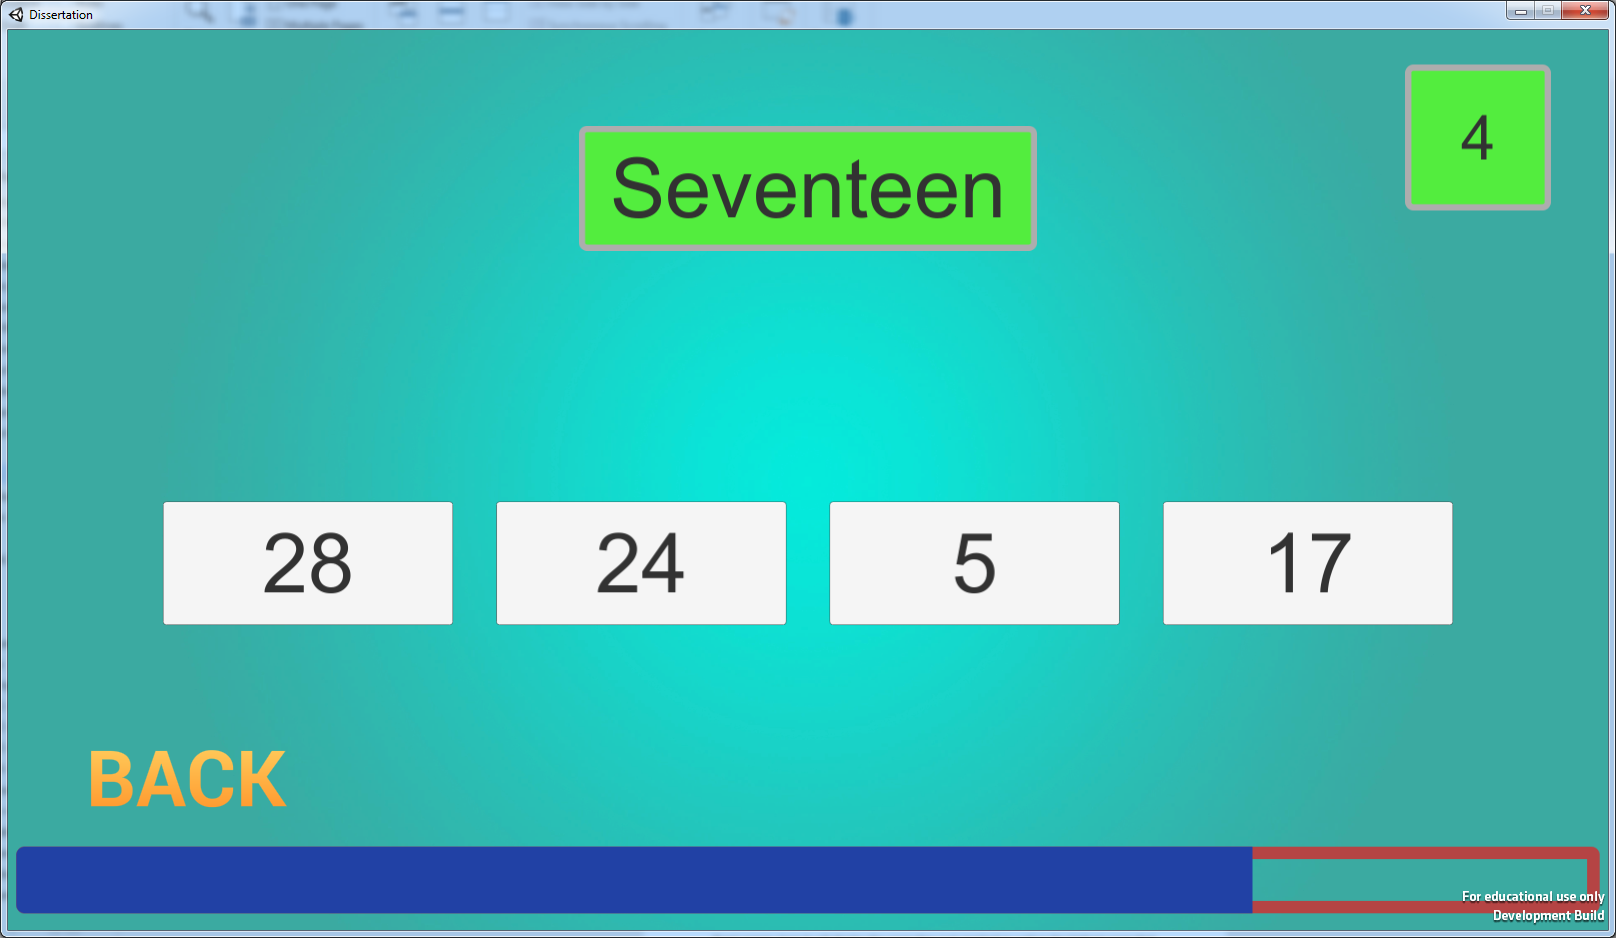 Dissertation
4
Seventeen
28 24 5 17
BACK
For educational use only
Development Build